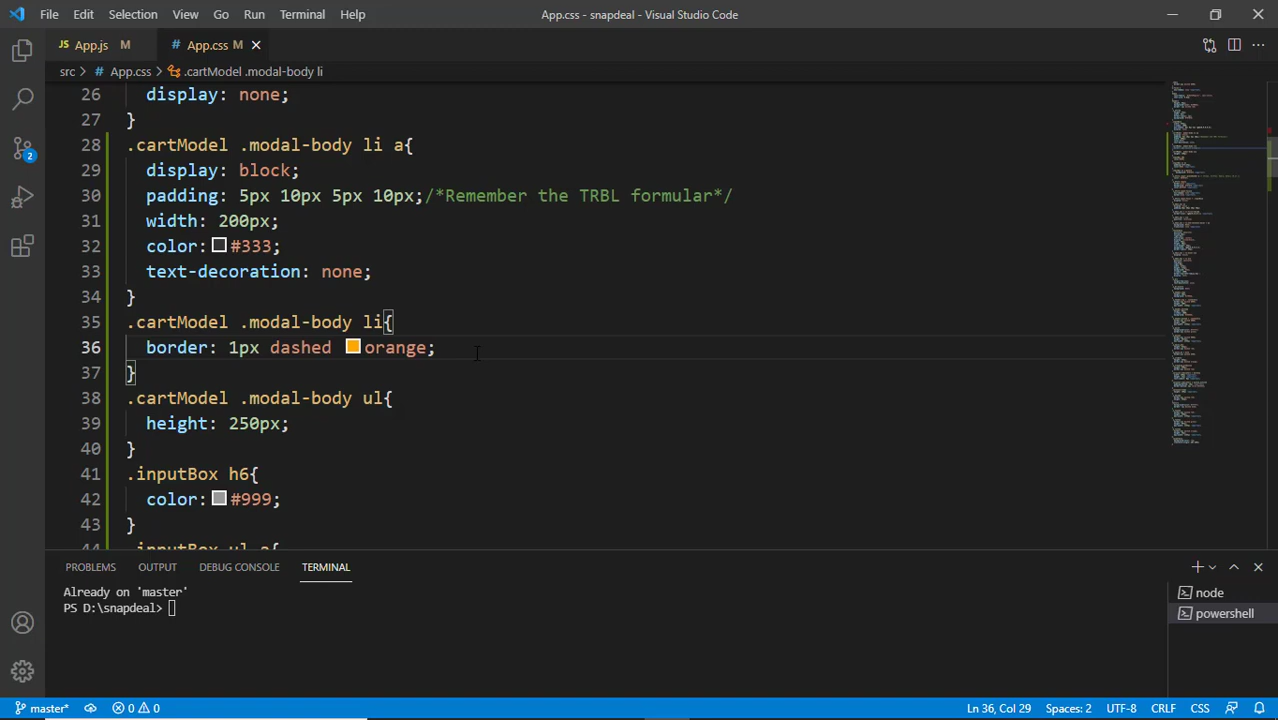 File Edit Selection View Go Run Terminal Help App.css - snapdeal - Visual Studio Code
JS App.js M # App.css M
src > # App.css > .cartModel .modal-body li
26 display: none;
27 }
28 .cartModel .modal-body li a{
29 display: block;
30 padding: 5px 10px 5px 10px;/*Remember the TRBL formular*/
31 width: 200px;
32 color: #333;
33 text-decoration: none;
34 }
35 .cartModel .modal-body li{
36 border: 1px dashed orange;
37 }
38 .cartModel .modal-body ul{
39 height: 250px;
40 }
41 .inputBox h6{
42 color: #999;
43 }
44 .inputBox ul a{
2
PROBLEMS OUTPUT DEBUG CONSOLE TERMINAL
Already on 'master'
PS D:\snapdeal>
node
powershell
master* 0 0 Ln 36, Col 29 Spaces: 2 UTF-8 CRLF CSS